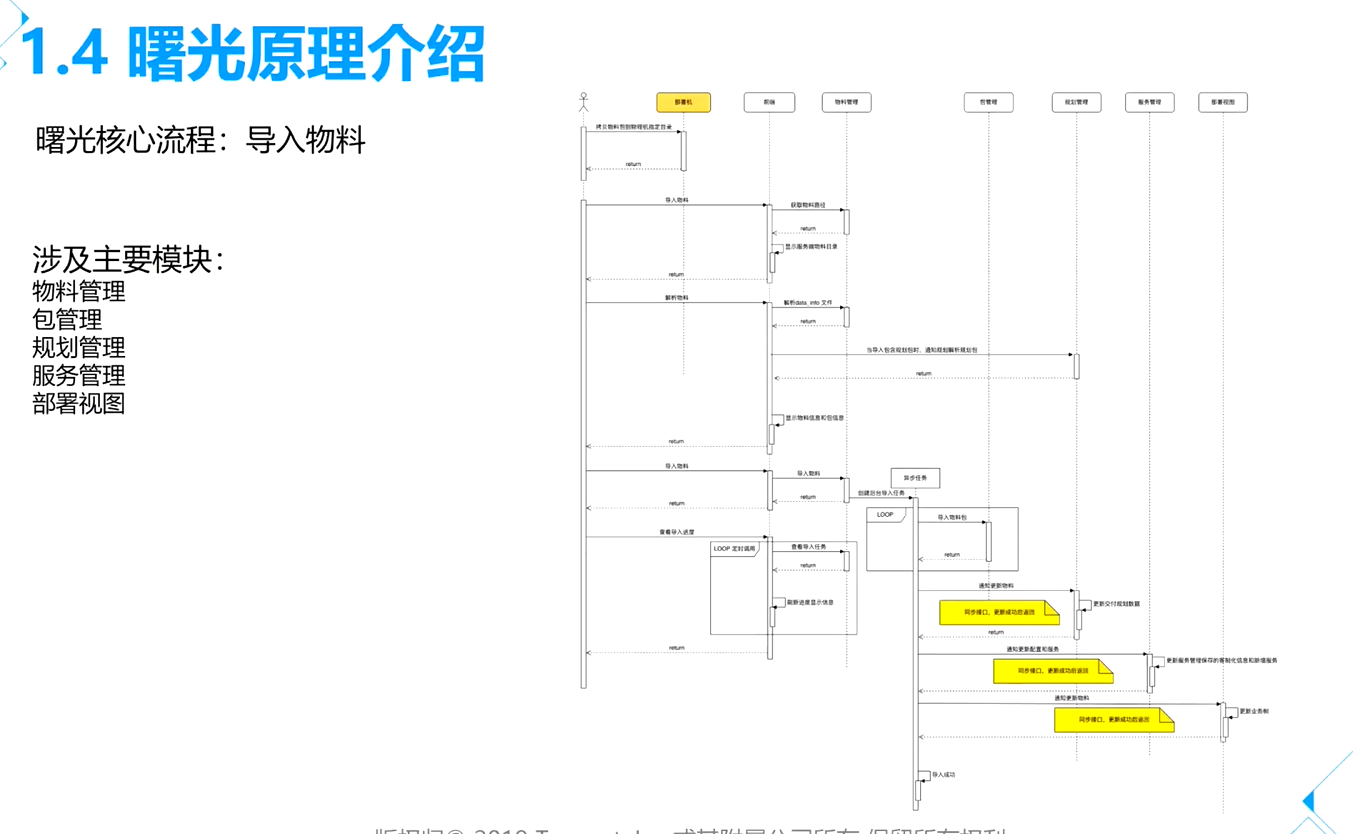 1.4 曙光原理介绍
曙光核心流程：导入物料
涉及主要模块：
物料管理
包管理
规划管理
服务管理
部署视图
部署机
前端
物料管理
包管理
规划管理
服务管理
部署视图
拷贝物料包到物理机指定目录
return
导入物料
获取物料路径
return
显示服务端物料目录
return
解析物料
解析data_info 文件
return
当导入包含规划包时，通知规划解析规划包
return
显示物料信息和包信息
return
导入物料
导入物料
return
return
异步任务
创建后台导入任务
LOOP
导入物料包
return
查看导入进度
LOOP 定时调用
查看导入任务
return
刷新进度显示信息
return
通知更新物料
更新交付规划数据
同步接口，更新成功后返回
return
通知更新配置和服务
更新服务管理保存的客制化信息和新增服务
同步接口，更新成功后返回
通知更新物料
更新业务树
同步接口，更新成功后返回
导入成功